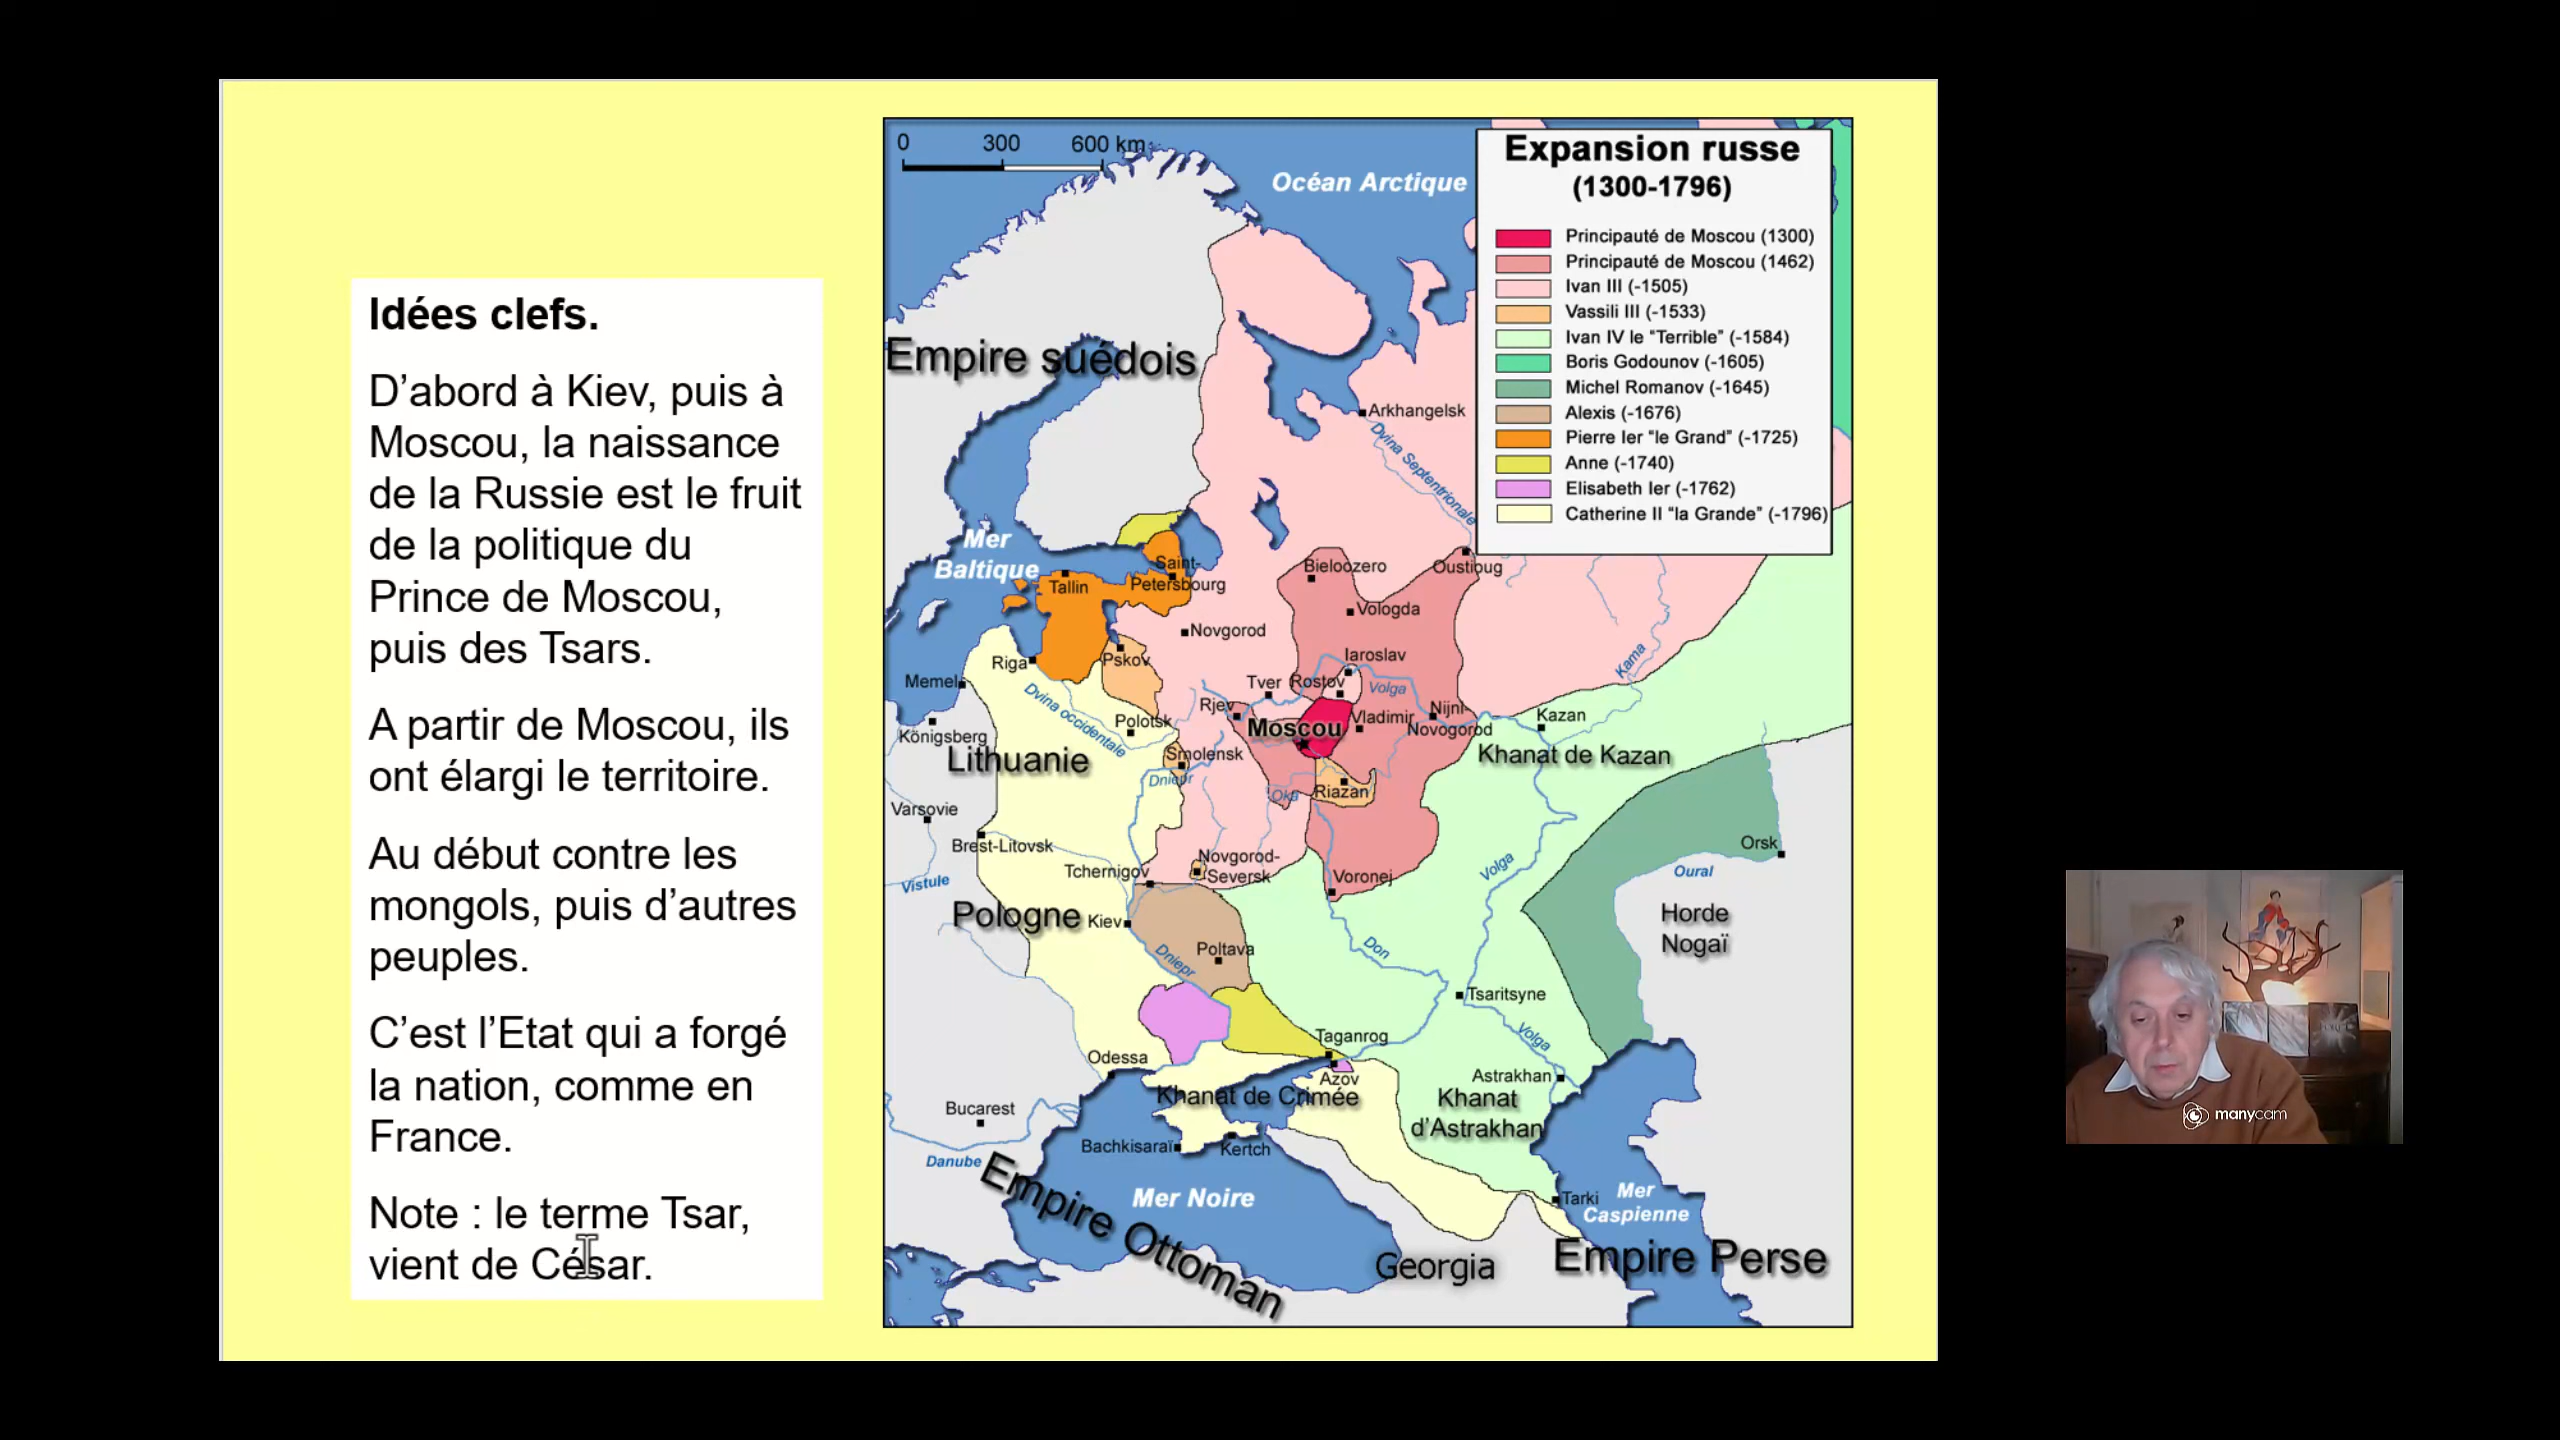 Idées clefs.
D’abord à Kiev, puis à
Moscou, la naissance
de la Russie est le fruit
de la politique du
Prince de Moscou,
puis des Tsars.
A partir de Moscou, ils
ont élargi le territoire.
Au début contre les
mongols, puis d’autres
peuples.
C’est l’Etat qui a forgé
la nation, comme en
France.
Note : le terme Tsar,
vient de César.
0 300 600 km
Océan Arctique
Expansion russe
(1300-1796)
Principauté de Moscou (1300)
Principauté de Moscou (1462)
Ivan III (-1505)
Vassili III (-1533)
Ivan IV le “Terrible” (-1584)
Boris Godounov (-1605)
Michel Romanov (-1645)
Alexis (-1676)
Pierre Ier “le Grand” (-1725)
Anne (-1740)
Elisabeth Ier (-1762)
Catherine II “la Grande” (-1796)
Empire suédois
Arkhangelsk
Dvina Septentrionale
Mer
Baltique
Saint-
Petersbourg
Tallin
Bieloozero
Oustioug
Vologda
Novgorod
Riga
Pskov
Iaroslav
Kama
Memel
Tver
Rostov
Volga
Dvina occidentale
Rjev
Polotsk
Moscou
Vladimir
Nijni-
Novogorod
Kazan
Königsberg
Lithuanie
Smolensk
Khanat de Kazan
Dniepr
Oka
Riazan
Varsovie
Brest-Litovsk
Orsk
Novgorod-
Seversk
Tchernigov
Voronej
Volga
Oural
Vistule
Pologne
Kiev
Horde
Nogaï
Poltava
Dniepr
Don
Tsaritsyne
Taganrog
Volga
Odessa
Azov
Astrakhan
Khanat de Crimée
Khanat
d’Astrakhan
Bucarest
Bachkisaraï
Kertch
Danube
Mer Noire
Tarki
Mer
Caspienne
Empire Ottoman
Georgia
Empire Perse
manycam